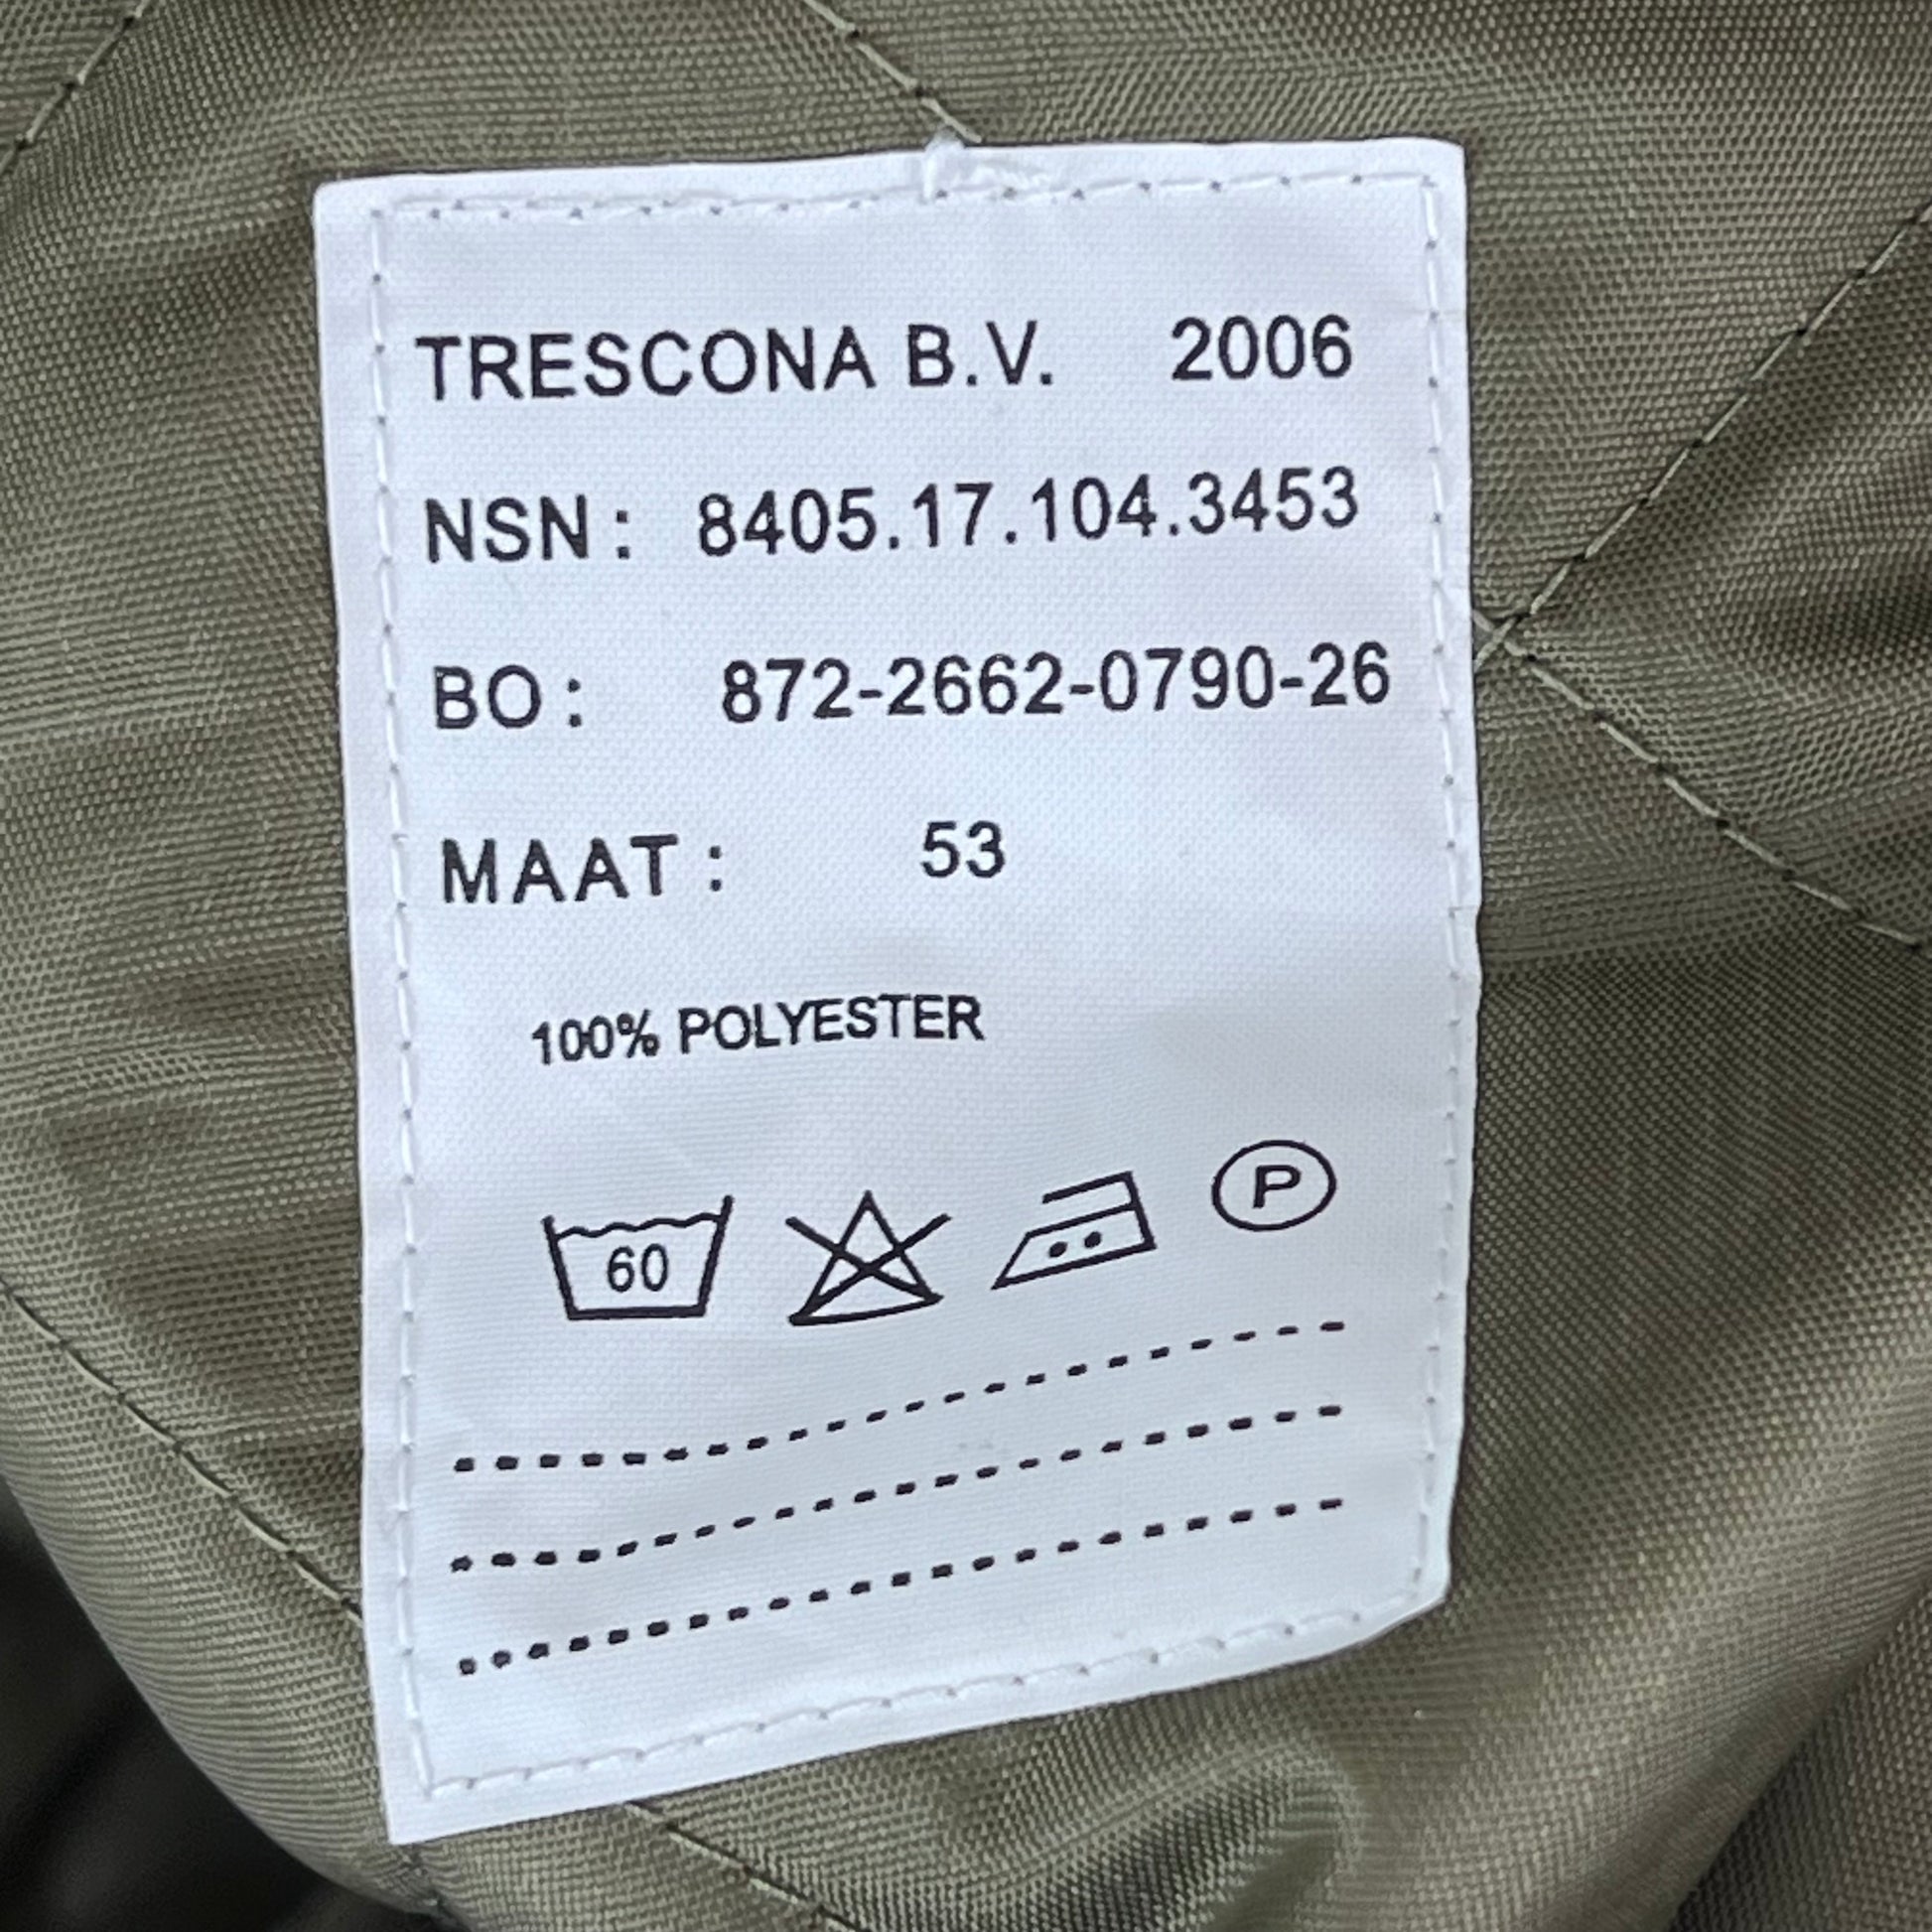 TRESCONA B.V. 2006
NSN: 8405.17.104.3453
BO: 872-2662-0790-26
MAAT: 53
100% POLYESTER
60 P